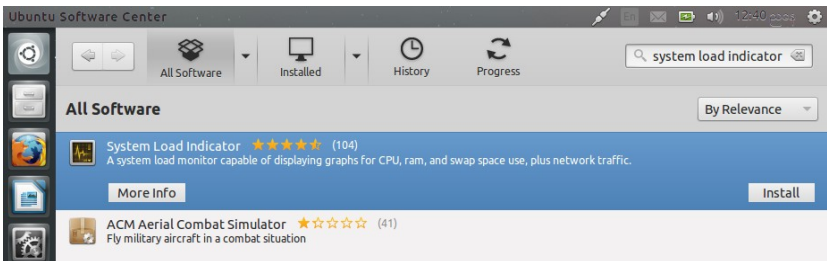 Ubuntu Software Center
En
12:40
All Software
Installed
History
Progress
system load indicator
All Software
By Relevance
System Load Indicator
(104)
A system load monitor capable of displaying graphs for CPU, ram, and swap space use, plus network traffic.
More Info
Install
ACM Aerial Combat Simulator
(41)
Fly military aircraft in a combat situation